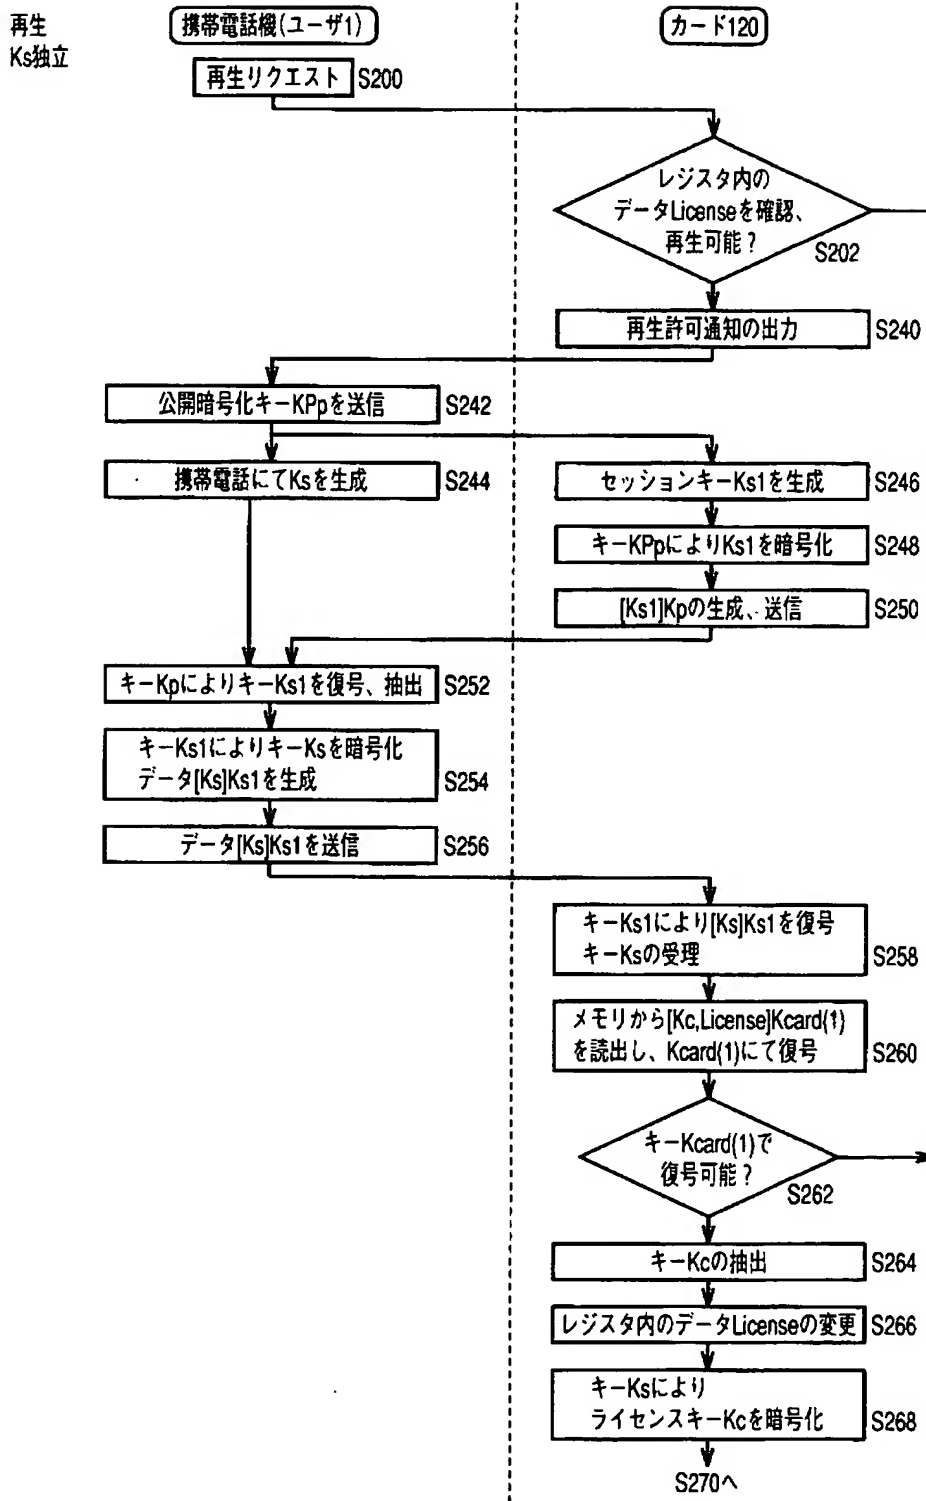 再生
Ks独立
携帯電話機(ユーザ1)
カード120
再生リクエスト S200
レジスタ内の
データLicenseを確認、
再生可能?
S202
再生許可通知の出力 S240
公開暗号化キーKPpを送信 S242
携帯電話にてKsを生成 S244
セッションキーKs1を生成 S246
キーKPpによりKs1を暗号化 S248
[Ks1]Kpの生成、送信 S250
キーKpによりキーKs1を復号、抽出 S252
キーKs1によりキーKsを暗号化
データ[Ks]Ks1を生成 S254
データ[Ks]Ks1を送信 S256
キーKs1により[Ks]Ks1を復号
キーKsの受理 S258
メモリから[Kc,License]Kcard(1)
を読出し、Kcard(1)にて復号 S260
キーKcard(1)で
復号可能?
S262
キーKcの抽出 S264
レジスタ内のデータLicenseの変更 S266
キーKsにより
ライセンスキーKcを暗号化 S268
S270へ